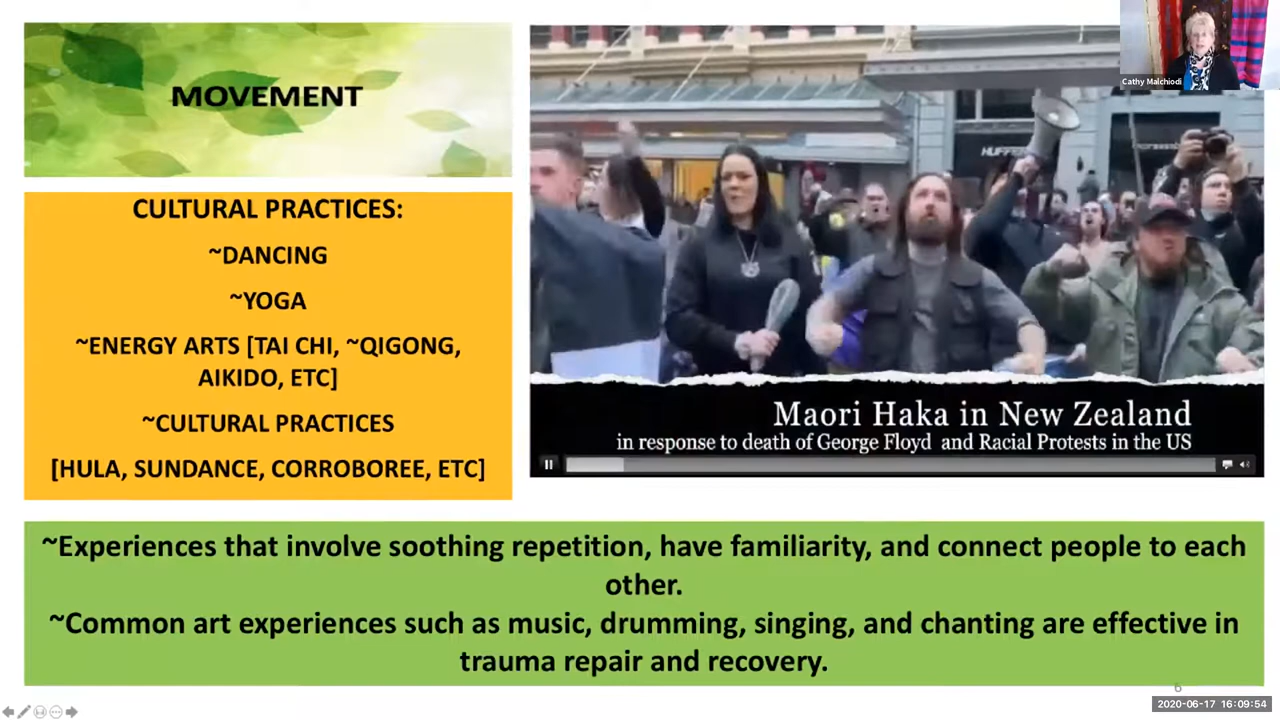 MOVEMENT
CULTURAL PRACTICES:
~DANCING
~YOGA
~ENERGY ARTS [TAI CHI, ~QIGONG,
AIKIDO, ETC]
~CULTURAL PRACTICES
[HULA, SUNDANCE, CORROBOREE, ETC]
Cathy Malchiodi
HUFFER
Maori Haka in New Zealand
in response to death of George Floyd and Racial Protests in the US
~Experiences that involve soothing repetition, have familiarity, and connect people to each
other.
~Common art experiences such as music, drumming, singing, and chanting are effective in
trauma repair and recovery.
6
2020-06-17 16:09:54